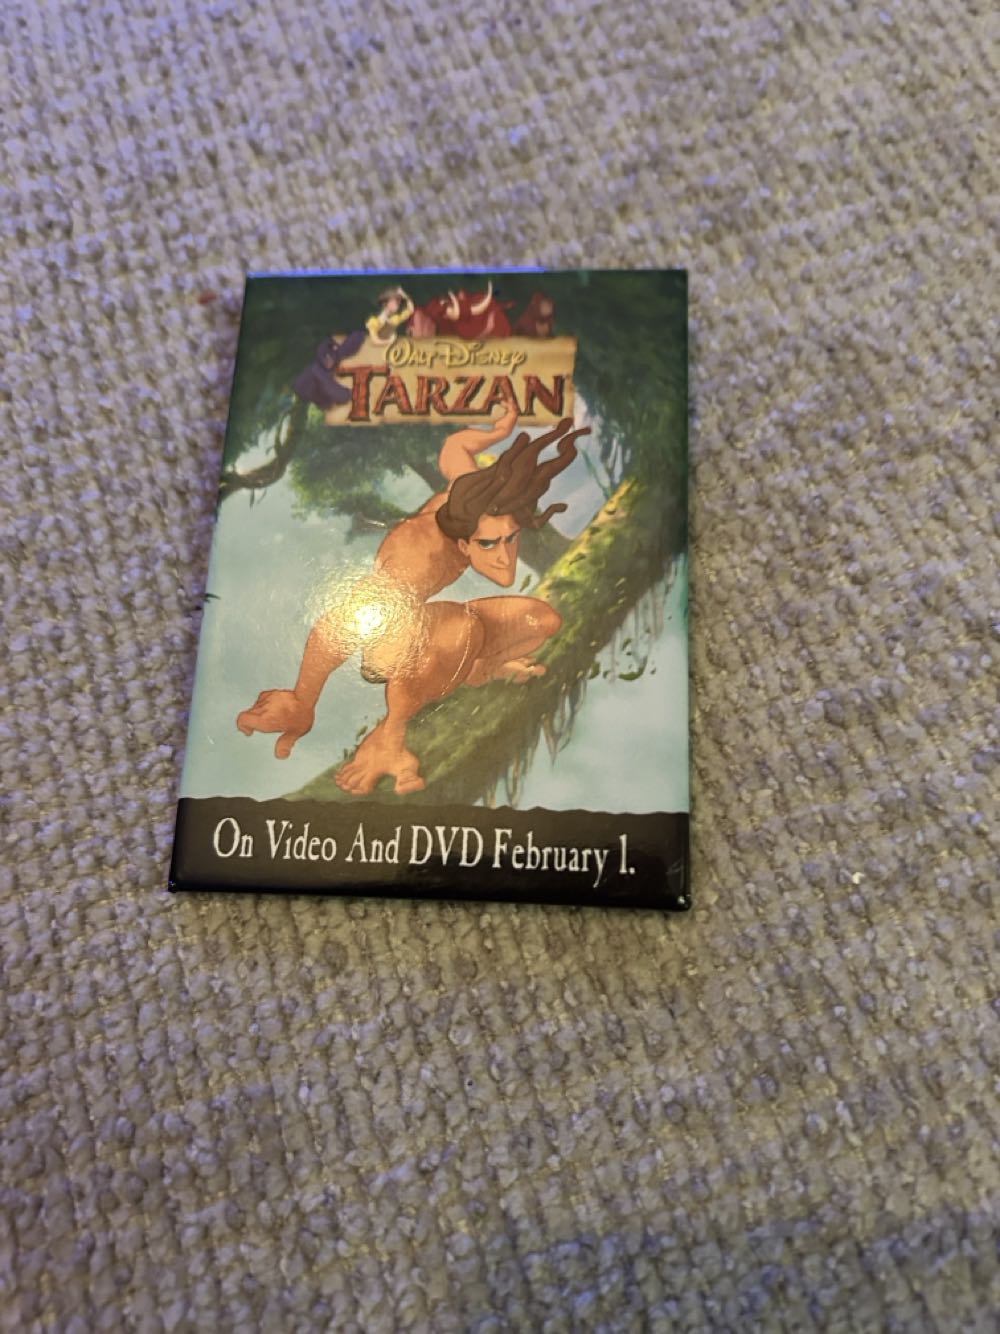 Walt Disney
TARZAN
On Video And DVD February 1.